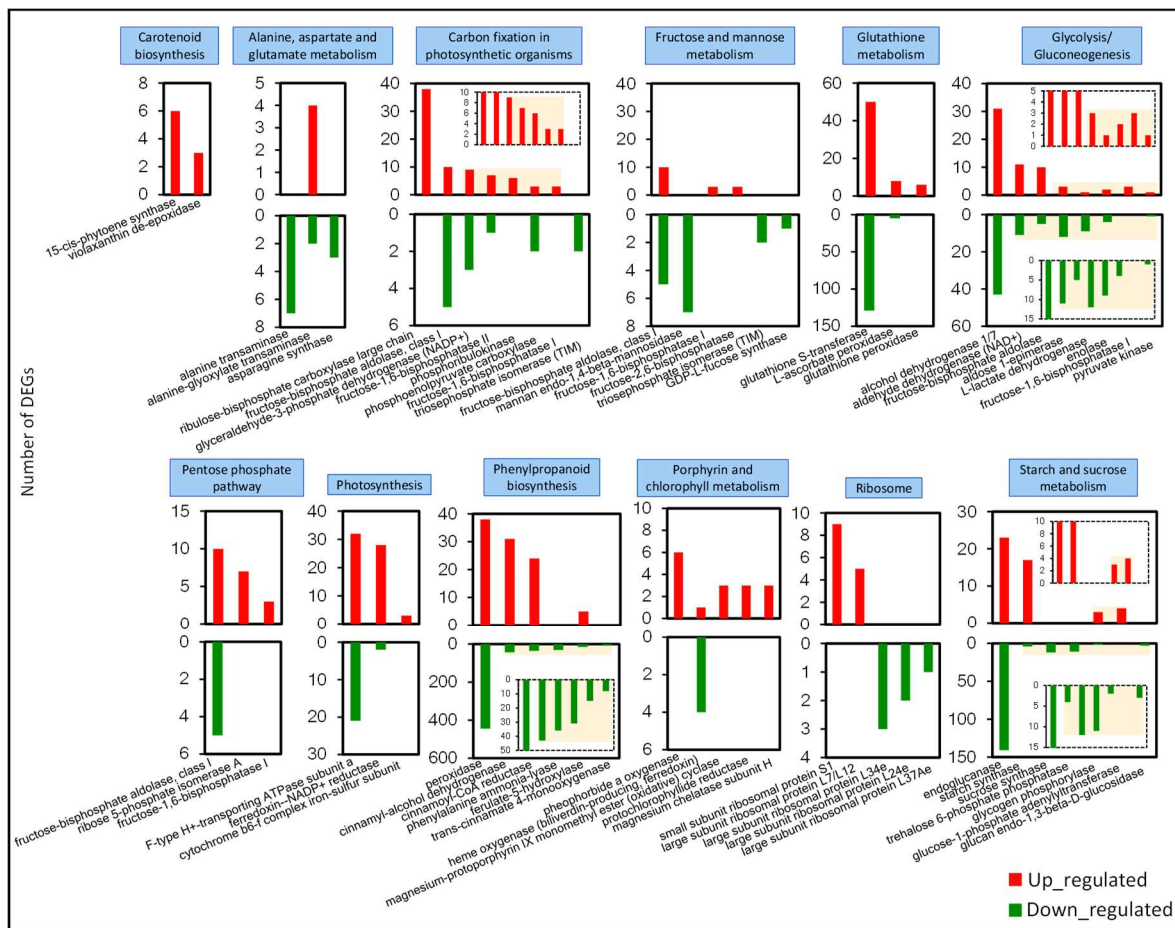 Carotenoid
biosynthesis
Alanine, aspartate and
glutamate metabolism
Carbon fixation in
photosynthetic organisms
Fructose and mannose
metabolism
Glutathione
metabolism
Glycolysis/
Gluconeogenesis
8
6
4
2
0
15-cis-phytoene synthase
violaxanthin de-epoxidase
5
4
3
2
1
0
0
2
4
6
8
alanine transaminase
alanine-glyoxylate transaminase
asparagine synthase
40
30
20
10
0
10
8
6
4
2
0
0
2
4
6
ribulose-bisphosphate carboxylase large chain
fructose-bisphosphate aldolase, class I
glyceraldehyde-3-phosphate dehydrogenase (NADP+)
fructose-1,6-bisphosphatase II
phosphoribulokinase
phosphoenolpyruvate carboxylase
fructose-1,6-bisphosphatase I
triosephosphate isomerase (TIM)
40
30
20
10
0
0
2
4
6
8
fructose-bisphosphate aldolase, class I
mannan endo-1,4-beta-mannosidase
fructose-1,6-bisphosphatase I
fructose-2,6-bisphosphatase
triosephosphate isomerase (TIM)
GDP-L-fucose synthase
60
40
20
0
0
50
100
150
glutathione S-transferase
L-ascorbate peroxidase
glutathione peroxidase
40
30
20
10
0
5
4
3
2
1
0
0
20
40
60
0
5
10
15
alcohol dehydrogenase 1/7
aldehyde dehydrogenase (NAD+)
fructose-bisphosphate aldolase
aldose 1-epimerase
L-lactate dehydrogenase
enolase
fructose-1,6-bisphosphatase I
pyruvate kinase
Number of DEGs
Pentose phosphate
pathway
Photosynthesis
Phenylpropanoid
biosynthesis
Porphyrin and
chlorophyll metabolism
Ribosome
Starch and sucrose
metabolism
15
10
5
0
0
2
4
6
fructose-bisphosphate aldolase, class I
ribose 5-phosphate isomerase A
fructose-1,6-bisphosphatase I
40
30
20
10
0
0
10
20
30
F-type H+-transporting ATPase subunit a
ferredoxin--NADP+ reductase
cytochrome b6-f complex iron-sulfur subunit
40
30
20
10
0
0
200
400
600
0
10
20
30
40
50
peroxidase
cinnamyl-alcohol dehydrogenase
cinnamoyl-CoA reductase
phenylalanine ammonia-lyase
ferulate-5-hydroxylase
trans-cinnamate 4-monooxygenase
10
8
6
4
2
0
0
2
4
6
pheophorbide a oxygenase
heme oxygenase (biliverdin-producing, ferredoxin)
magnesium-protoporphyrin IX monomethyl ester (oxidative) cyclase
protochlorophyllide reductase
magnesium chelatase subunit H
10
8
6
4
2
0
0
1
2
3
4
small subunit ribosomal protein S1
large subunit ribosomal protein L7/L12
large subunit ribosomal protein L34e
large subunit ribosomal protein L24e
large subunit ribosomal protein L37Ae
30
20
10
0
10
8
6
4
2
0
0
50
100
150
0
5
10
15
endoglucanase
starch synthase
sucrose synthase
trehalose 6-phosphate phosphatase
glycogen phosphorylase
glucose-1-phosphate adenylyltransferase
glucan endo-1,3-beta-D-glucosidase
Up_regulated
Down_regulated